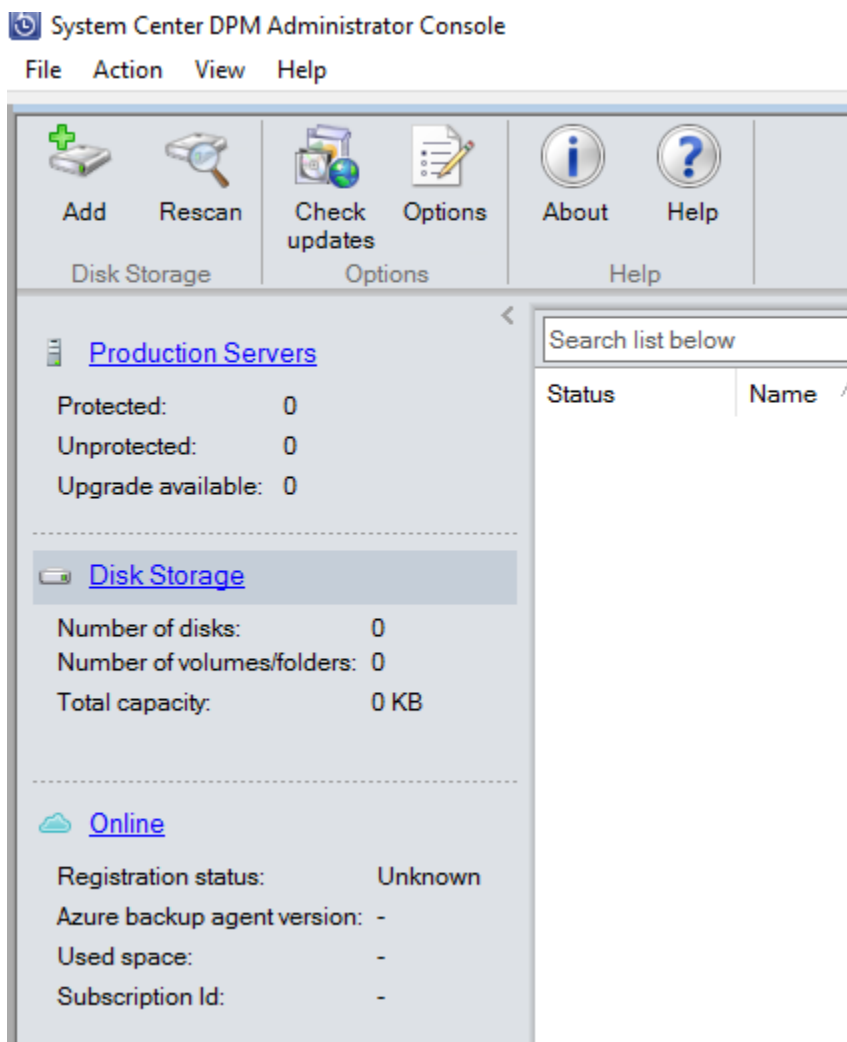 System Center DPM Administrator Console
File Action View Help
Add Rescan Check updates Options About Help
Disk Storage Options Help
Production Servers
Protected: 0
Unprotected: 0
Upgrade available: 0
Disk Storage
Number of disks: 0
Number of volumes/folders: 0
Total capacity: 0 KB
Online
Registration status: Unknown
Azure backup agent version: -
Used space: -
Subscription Id: -
Search list below
Status Name